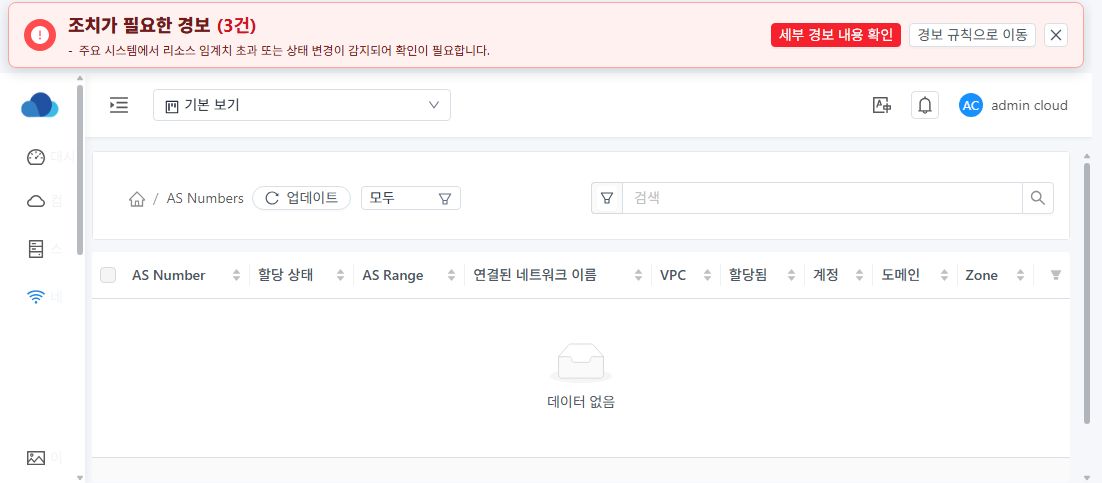 조치가 필요한 경보 (3건)
- 주요 시스템에서 리소스 임계치 초과 또는 상태 변경이 감지되어 확인이 필요합니다.
세부 경보 내용 확인
경보 규칙으로 이동
기본 보기
AC
admin cloud
대시
/ AS Numbers
업데이트
모두
검색
AS Number
할당 상태
AS Range
연결된 네트워크 이름
VPC
할당됨
계정
도메인
Zone
데이터 없음